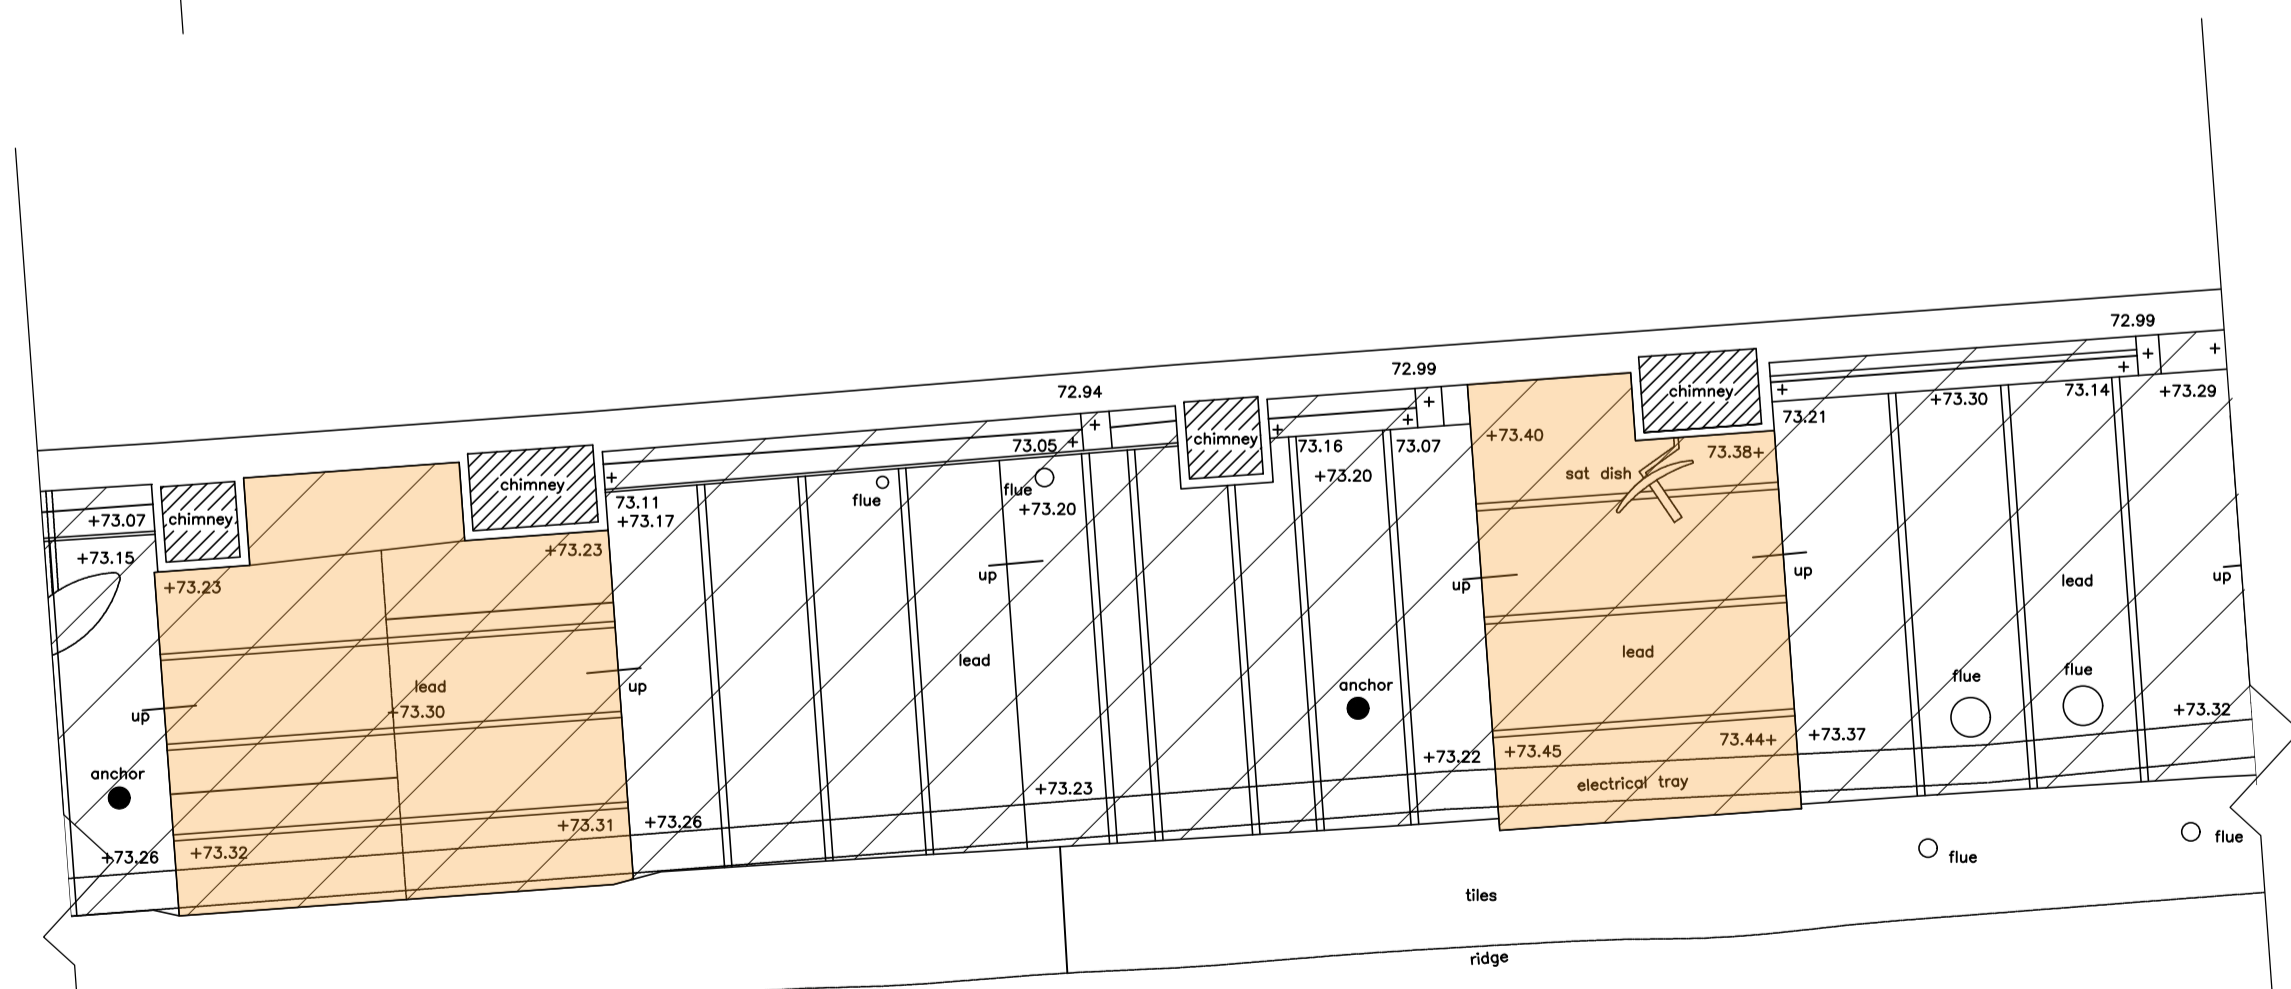 72.99
72.99
72.94
+73.07
chimney
chimney
73.05
+
+
+
flue
flue
+73.20
chimney
+
73.16
+73.20
+
+
73.07
+73.40
chimney
sat dish
73.38+
+
73.21
+73.30
73.14
+
+
+
+73.29
+73.15
+73.23
+73.23
73.11
+73.17
up
up
up
lead
up
lead
+73.30
up
up
lead
anchor
lead
flue
flue
up
anchor
+73.26
+73.32
+73.31
+73.26
+73.23
+73.22
+73.45
73.44+
electrical tray
+73.37
+73.32
flue
flue
tiles
ridge